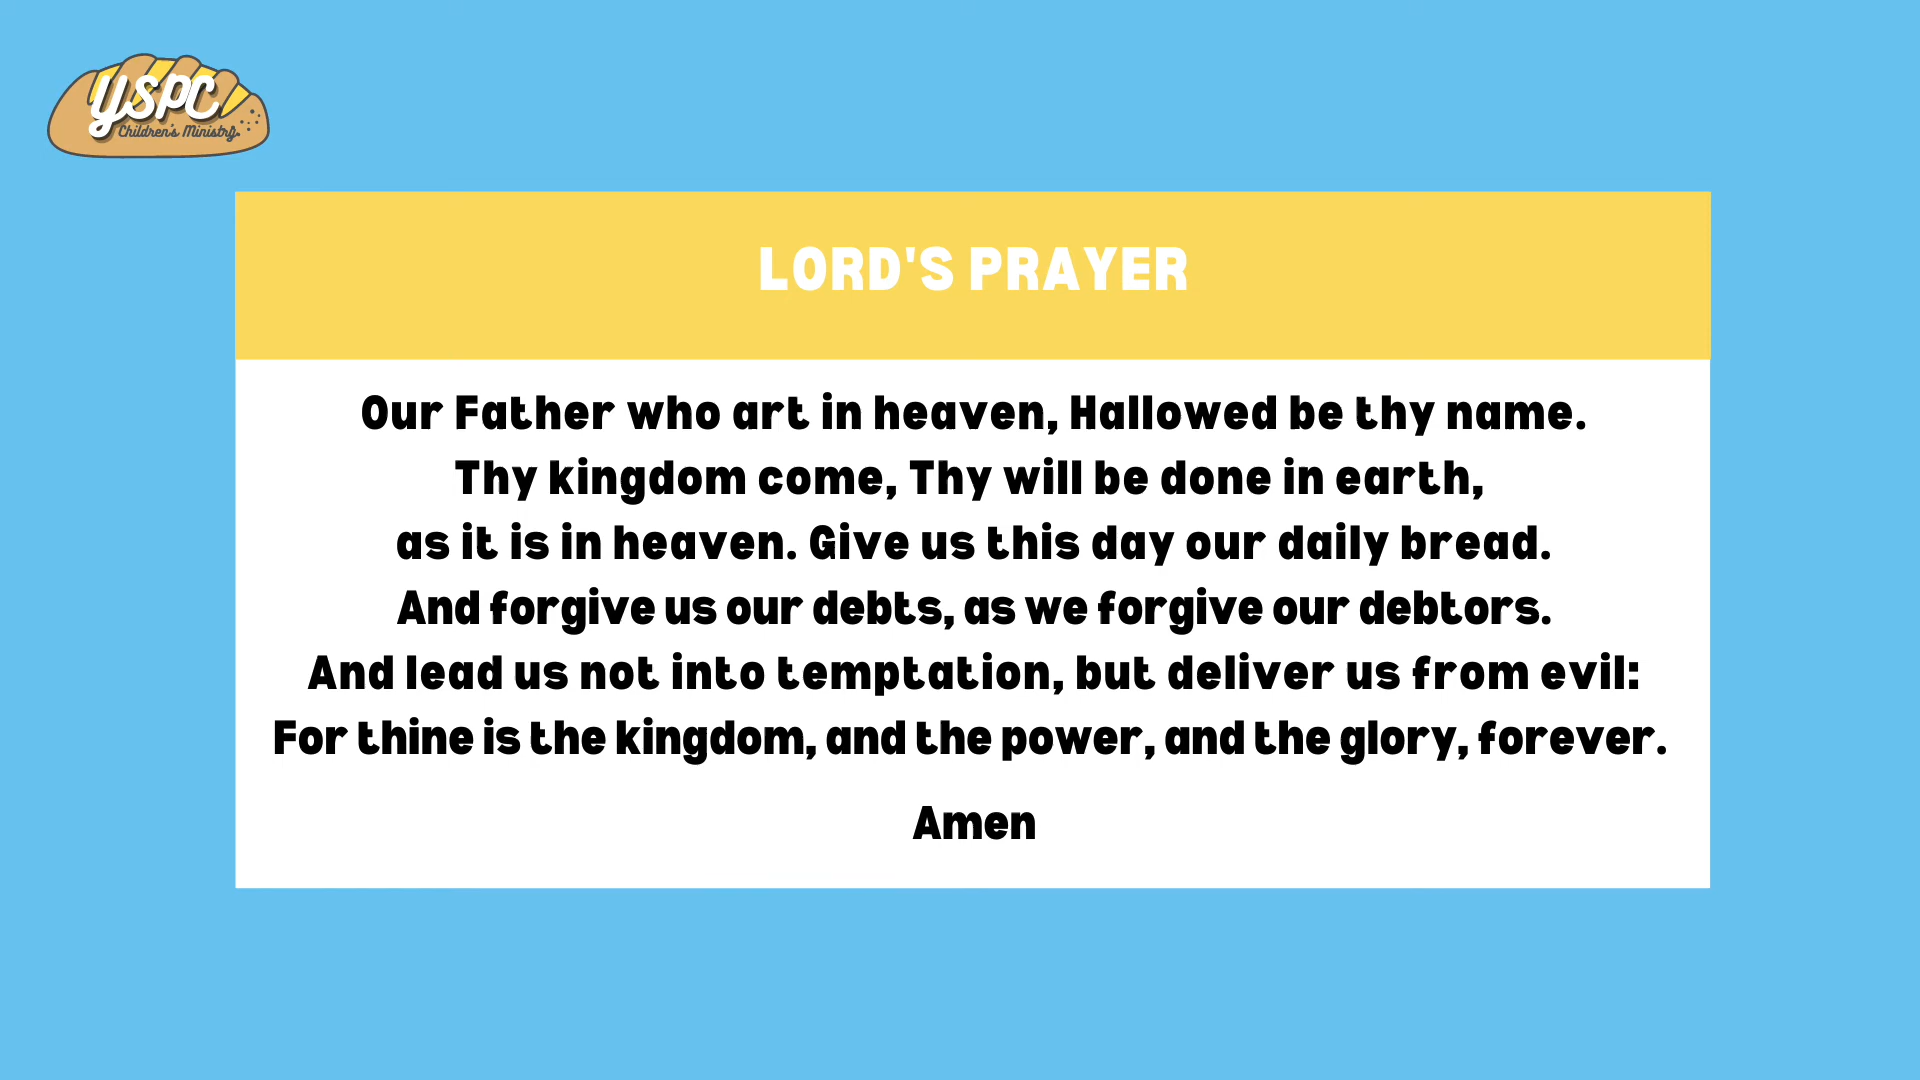 YSPC
Children's Ministry
LORD'S PRAYER
Our Father who art in heaven, Hallowed be thy name.
Thy kingdom come, Thy will be done in earth,
as it is in heaven. Give us this day our daily bread.
And forgive us our debts, as we forgive our debtors.
And lead us not into temptation, but deliver us from evil:
For thine is the kingdom, and the power, and the glory, forever.
Amen